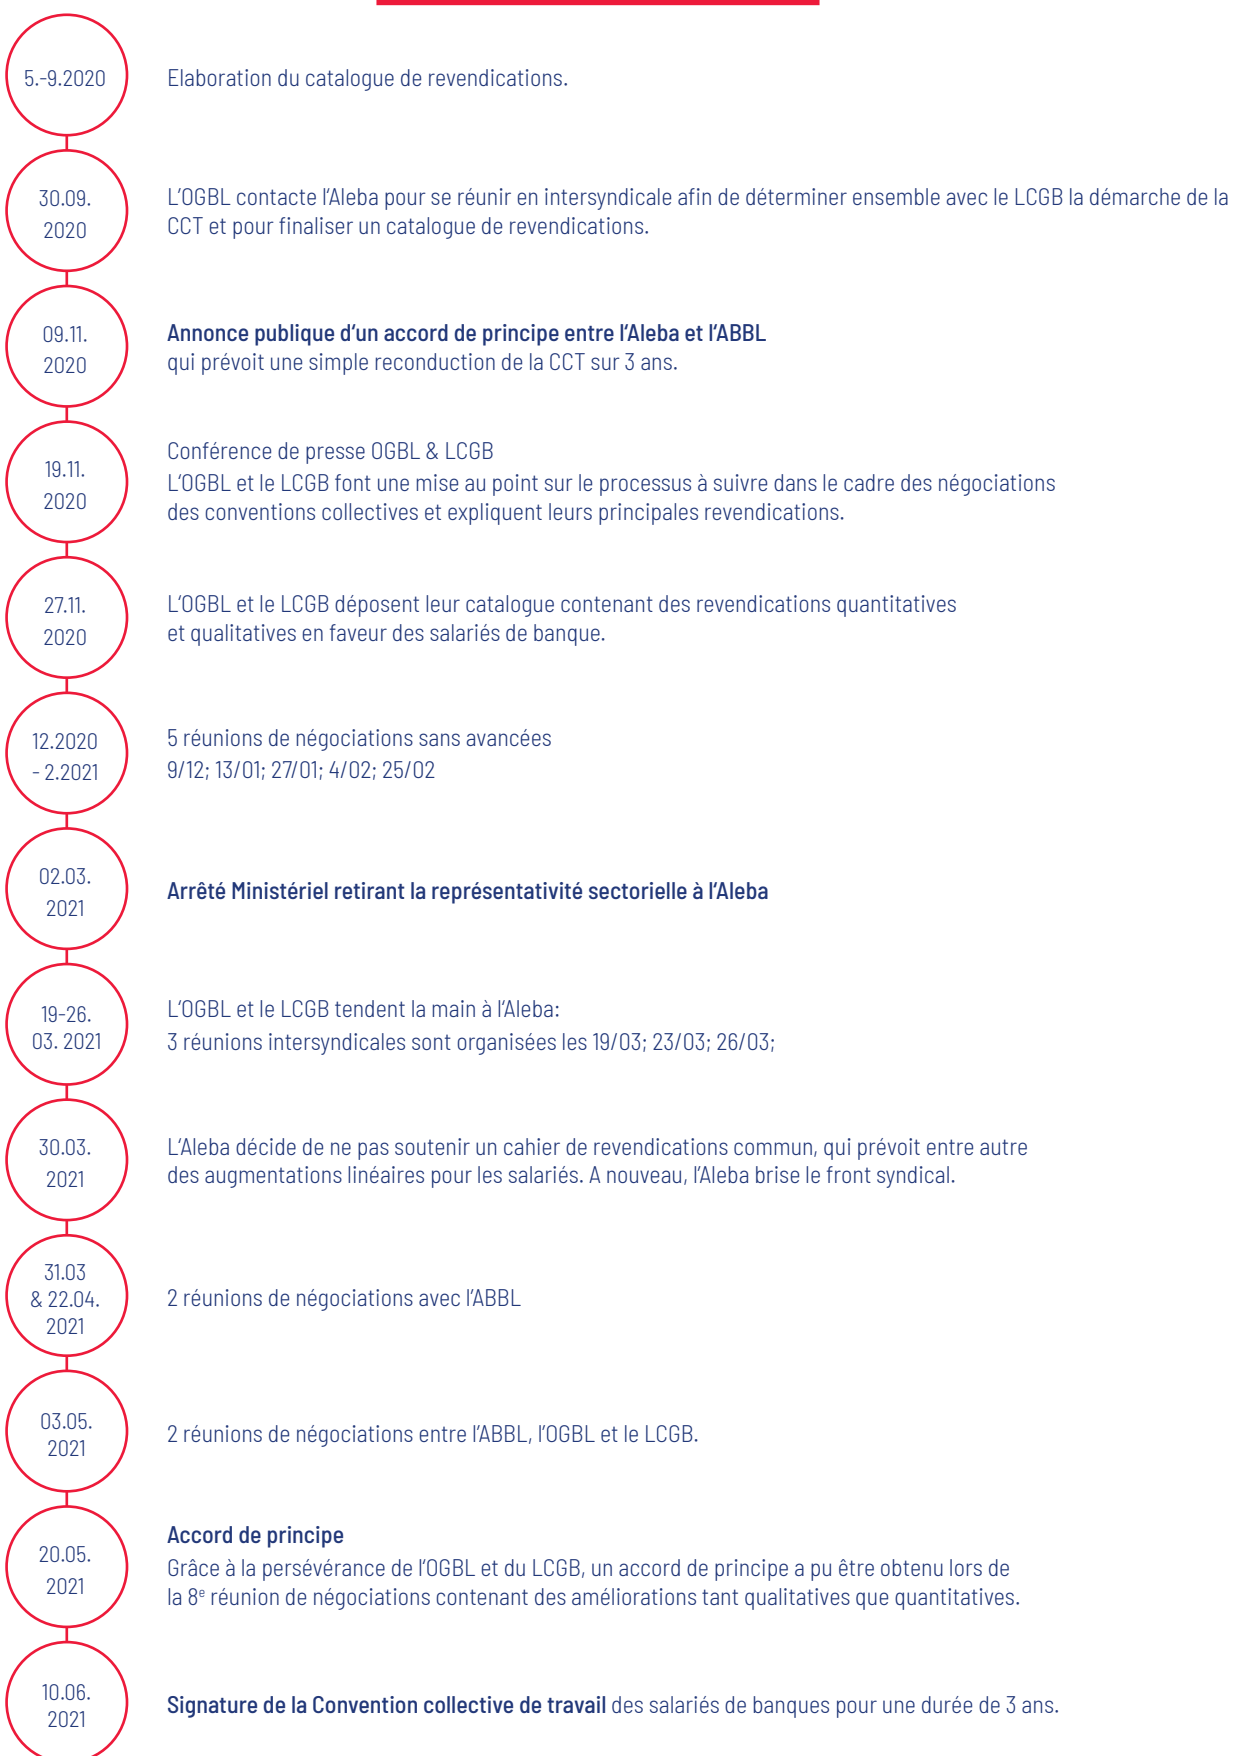 5.-9.2020
Elaboration du catalogue de revendications.
30.09.
2020
L'OGBL contacte l'Aleba pour se réunir en intersyndicale afin de déterminer ensemble avec le LCGB la démarche de la
CCT et pour finaliser un catalogue de revendications.
09.11.
2020
Annonce publique d'un accord de principe entre l'Aleba et l'ABBL
qui prévoit une simple reconduction de la CCT sur 3 ans.
19.11.
2020
Conférence de presse OGBL & LCGB
L'OGBL et le LCGB font une mise au point sur le processus à suivre dans le cadre des négociations
des conventions collectives et expliquent leurs principales revendications.
27.11.
2020
L'OGBL et le LCGB déposent leur catalogue contenant des revendications quantitatives
et qualitatives en faveur des salariés de banque.
12.2020
- 2.2021
5 réunions de négociations sans avancées
9/12; 13/01; 27/01; 4/02; 25/02
02.03.
2021
Arrêté Ministériel retirant la représentativité sectorielle à l'Aleba
19-26.
03. 2021
L'OGBL et le LCGB tendent la main à l'Aleba:
3 réunions intersyndicales sont organisées les 19/03; 23/03; 26/03;
30.03.
2021
L'Aleba décide de ne pas soutenir un cahier de revendications commun, qui prévoit entre autre
des augmentations linéaires pour les salariés. A nouveau, l'Aleba brise le front syndical.
31.03
& 22.04.
2021
2 réunions de négociations avec l'ABBL
03.05.
2021
2 réunions de négociations entre l'ABBL, l'OGBL et le LCGB.
20.05.
2021
Accord de principe
Grâce à la persévérance de l'OGBL et du LCGB, un accord de principe a pu être obtenu lors de
la 8e réunion de négociations contenant des améliorations tant qualitatives que quantitatives.
10.06.
2021
Signature de la Convention collective de travail des salariés de banques pour une durée de 3 ans.